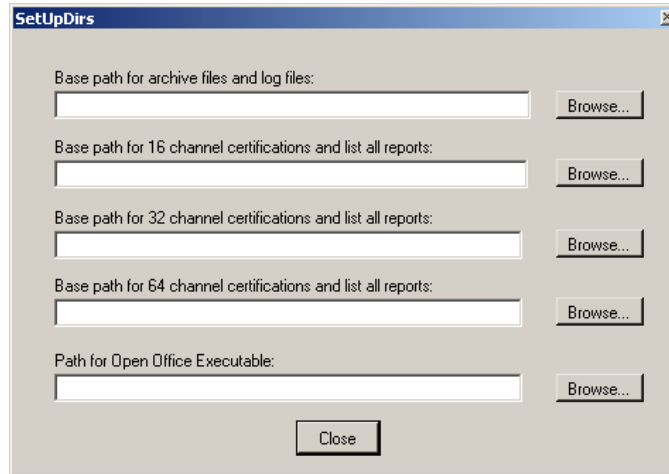 SetUpDirs
Base path for archive files and log files:
Browse...
Base path for 16 channel certifications and list all reports:
Browse...
Base path for 32 channel certifications and list all reports:
Browse...
Base path for 64 channel certifications and list all reports:
Browse...
Path for Open Office Executable:
Browse...
Close